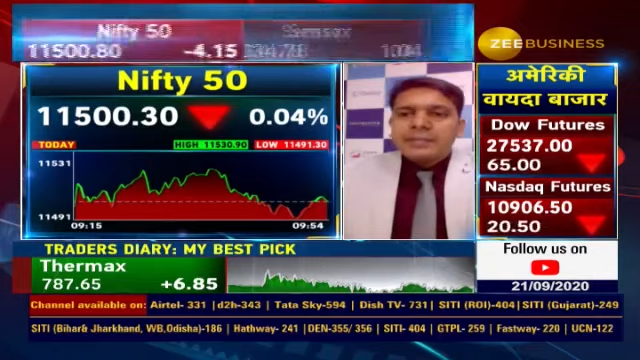 Nifty 50
11500.80 -4.15
ZEEBUSINESS
Nifty 50
11500.30 0.04%
TODAY HIGH 11530.90 LOW 11491.30
11531
11491
09:15 09:54
अमेरिकी
वायदा बाजार
Dow Futures
27537.00
65.00
Nasdaq Futures
10906.50
20.50
Follow us on
21/09/2020
TRADERS DIARY: MY BEST PICK
Thermax
787.65 +6.85
Channel available on: Airtel- 331 | d2h-343 | Tata Sky-594 | Dish TV- 731| SITI (ROI)-404| SITI (Gujarat)-249
SITI (Bihar& Jharkhand, WB,Odisha)-186 | Hathway- 241 |DEN-355/ 356 | SITI- 404 | GTPL- 259 | Fastway- 220 | UCN-122